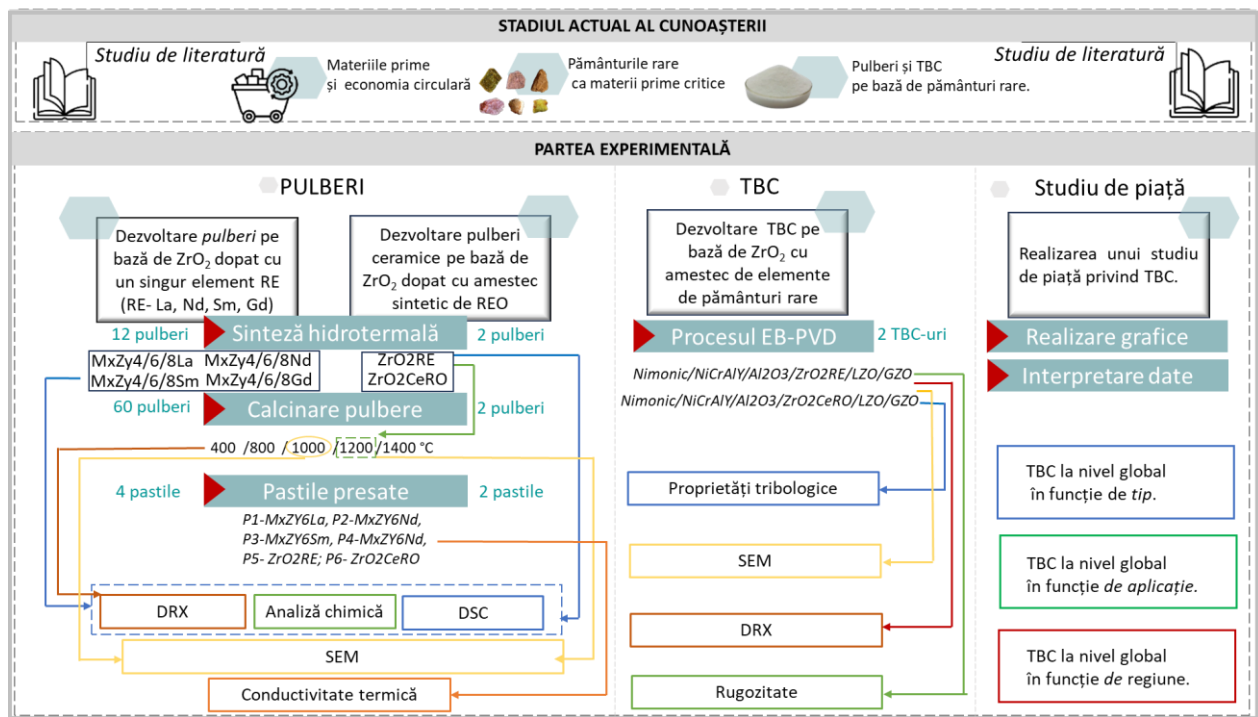 STADIUL ACTUAL AL CUNOAȘTERII
Studiu de literatură
Materiile prime
și economia circulară
Pământurile rare
ca materii prime critice
Pulberi și TBC
pe bază de pământuri rare.
Studiu de literatură
PARTEA EXPERIMENTALĂ
PULBERI
Dezvoltare pulberi pe
bază de ZrO2 dopat cu
un singur element RE
(RE- La, Nd, Sm, Gd)
Dezvoltare pulberi
ceramice pe bază de
ZrO2 dopat cu amestec
sintetic de REO
12 pulberi
Sinteză hidrotermală
2 pulberi
MxZy4/6/8La MxZy4/6/8Nd
MxZy4/6/8Sm MxZy4/6/8Gd
ZrO2RE
ZrO2CeRO
60 pulberi
Calcinare pulbere
2 pulberi
400 /800 / 1000 /1200 /1400 °C
4 pastile
Pastile presate
2 pastile
P1-MxZY6La, P2-MxZY6Nd,
P3-MxZY6Sm, P4-MxZY6Nd,
P5- ZrO2RE; P6- ZrO2CeRO
DRX
Analiză chimică
DSC
SEM
Conductivitate termică
TBC
Dezvoltare TBC pe
bază de ZrO2 cu
amestec de elemente
de pământuri rare
Procesul EB-PVD
2 TBC-uri
Nimonic/NiCrAlY/Al2O3/ZrO2RE/LZO/GZO
Nimonic/NiCrAlY/Al2O3/ZrO2CeRO/LZO/GZO
Proprietăți tribologice
SEM
DRX
Rugozitate
Studiu de piață
Realizarea unui studiu
de piață privind TBC.
Realizare grafice
Interpretare date
TBC la nivel global
în funcție de tip.
TBC la nivel global
în funcție de aplicație.
TBC la nivel global
în funcție de regiune.